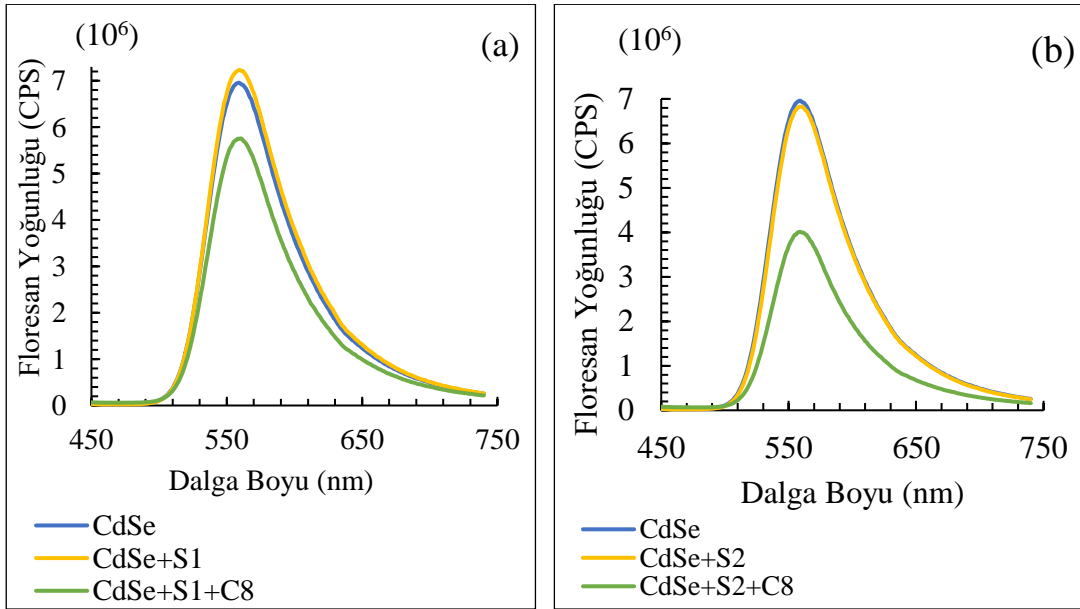 (10⁶)
(a)
Floresan Yoğunluğu (CPS)
7
6
5
4
3
2
1
0
450
550
650
750
Dalga Boyu (nm)
CdSe
CdSe+S1
CdSe+S1+C8
(10⁶)
(b)
Floresan Yoğunluğu (CPS)
7
6
5
4
3
2
1
0
450
550
650
750
Dalga Boyu (nm)
CdSe
CdSe+S2
CdSe+S2+C8